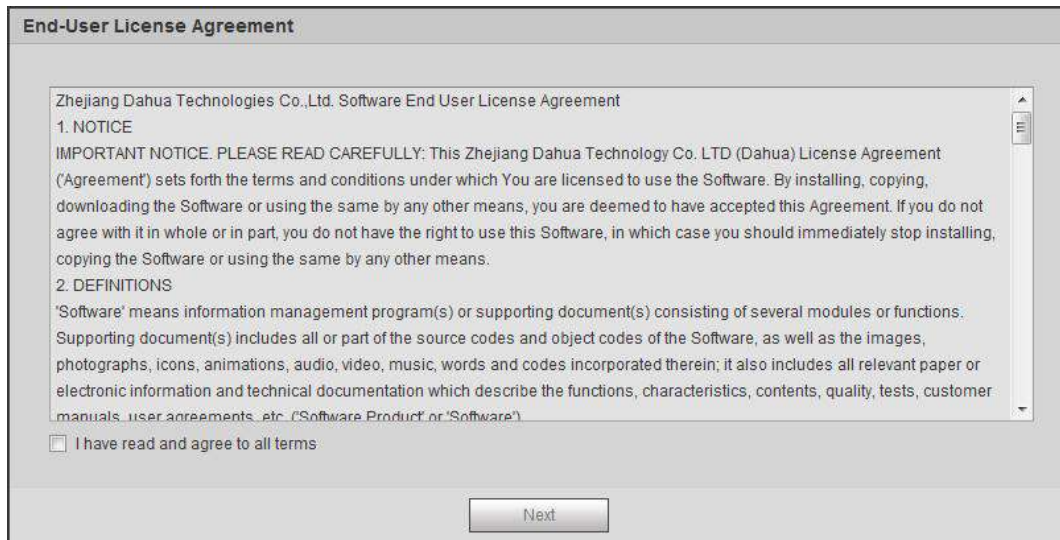 End-User License Agreement
Zhejiang Dahua Technologies Co.,Ltd. Software End User License Agreement
1. NOTICE
IMPORTANT NOTICE. PLEASE READ CAREFULLY: This Zhejiang Dahua Technology Co. LTD (Dahua) License Agreement
('Agreement') sets forth the terms and conditions under which You are licensed to use the Software. By installing, copying,
downloading the Software or using the same by any other means, you are deemed to have accepted this Agreement. If you do not
agree with it in whole or in part, you do not have the right to use this Software, in which case you should immediately stop installing,
copying the Software or using the same by any other means.
2. DEFINITIONS
'Software' means information management program(s) or supporting document(s) consisting of several modules or functions.
Supporting document(s) includes all or part of the source codes and object codes of the Software, as well as the images,
photographs, icons, animations, audio, video, music, words and codes incorporated therein; it also includes all relevant paper or
electronic information and technical documentation which describe the functions, characteristics, contents, quality, tests, customer
manuals, user agreements, etc. ('Software Product' or 'Software')
I have read and agree to all terms
Next